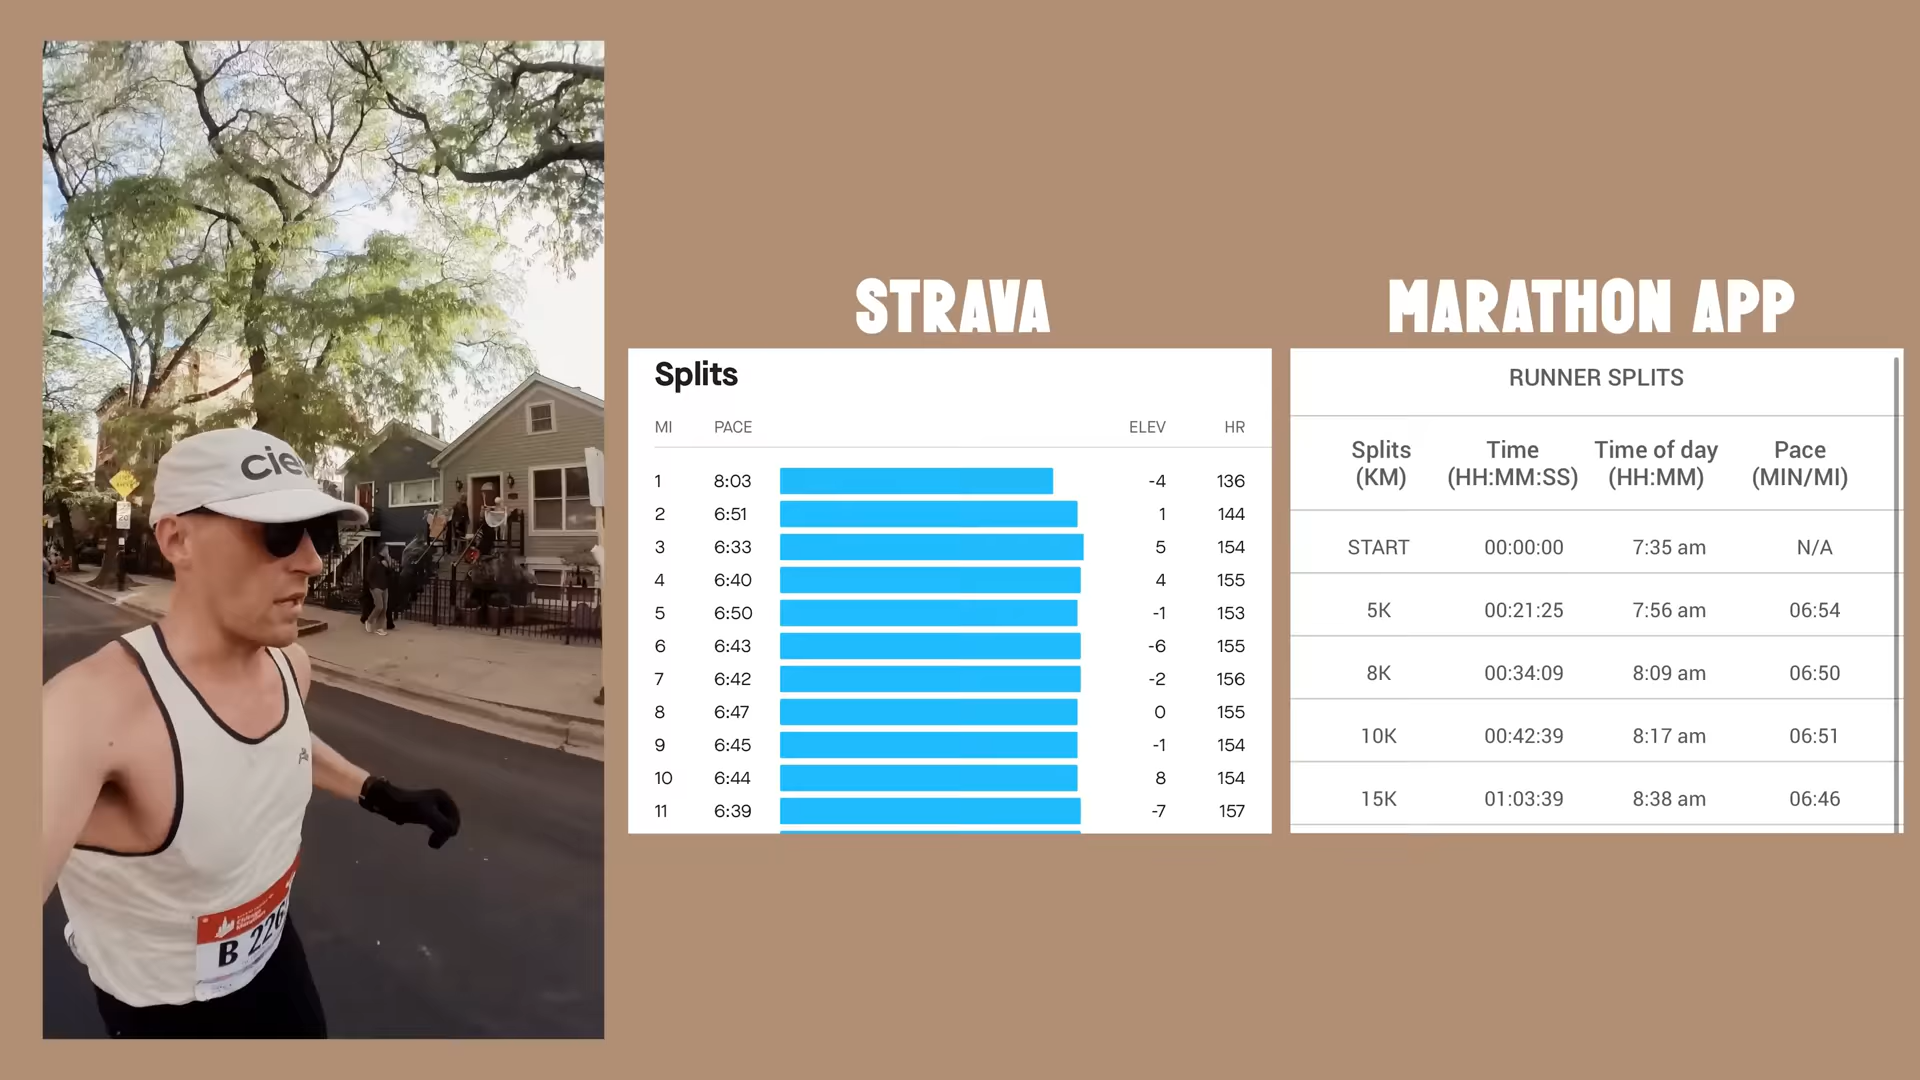 cie
B 226
STRAVA
Splits
MI PACE ELEV HR
1 8:03 -4 136
2 6:51 1 144
3 6:33 5 154
4 6:40 4 155
5 6:50 -1 153
6 6:43 -6 155
7 6:42 -2 156
8 6:47 0 155
9 6:45 -1 154
10 6:44 8 154
11 6:39 -7 157
MARATHON APP
RUNNER SPLITS
Splits Time Time of day Pace
(KM) (HH:MM:SS) (HH:MM) (MIN/MI)
START 00:00:00 7:35 am N/A
5K 00:21:25 7:56 am 06:54
8K 00:34:09 8:09 am 06:50
10K 00:42:39 8:17 am 06:51
15K 01:03:39 8:38 am 06:46